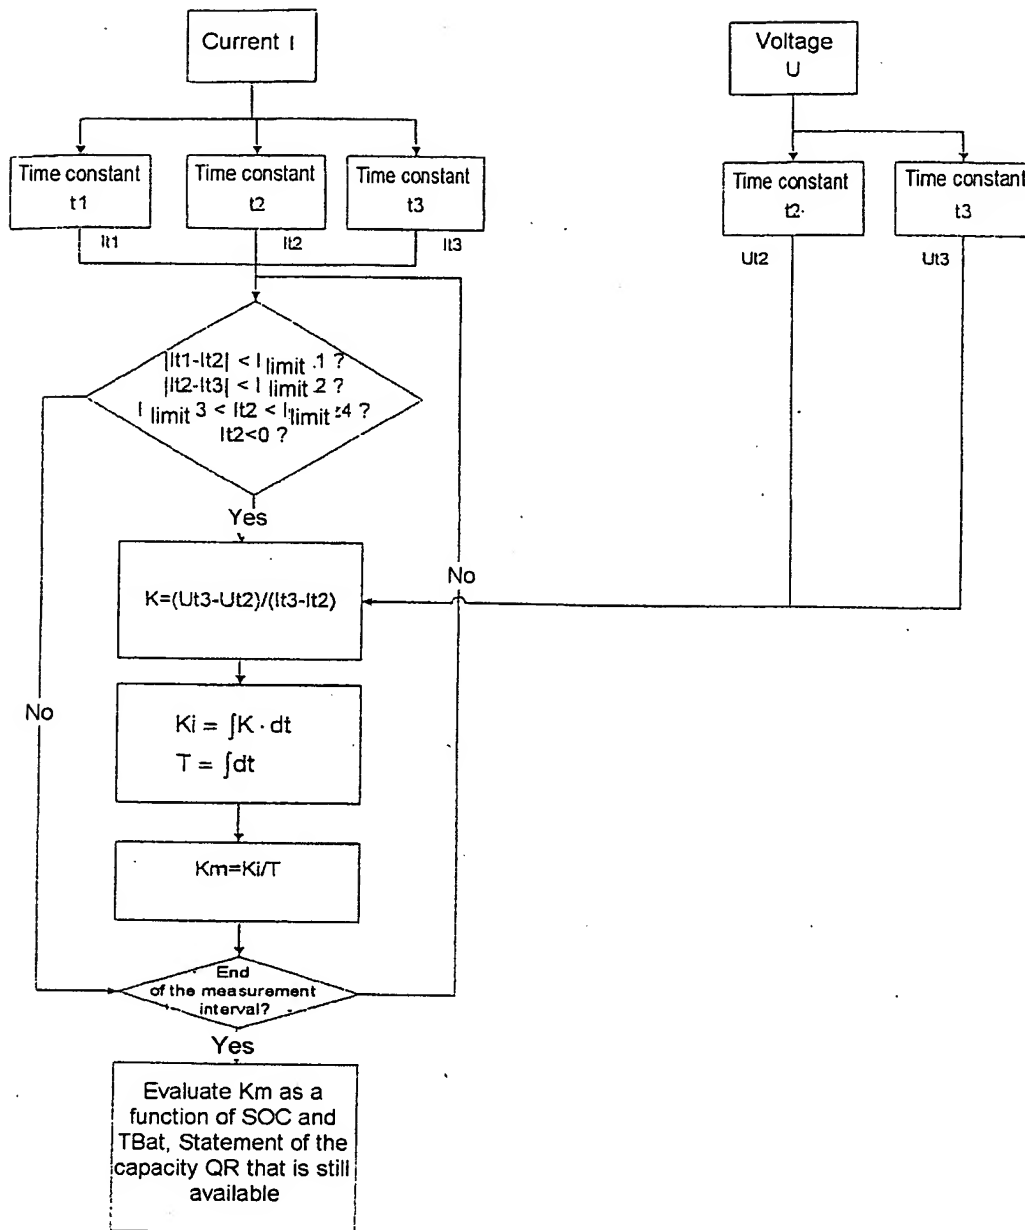 Current I
Voltage
U
Time constant
t1
Time constant
t2
Time constant
t3
Time constant
t2.
Time constant
t3
It1
It2
It3
Ut2
Ut3
|It1-It2| < I limit .1 ?
|It2-It3| < I limit .2 ?
I limit 3 < It2 < I limit 4 ?
It2<0 ?
Yes
No
K=(Ut3-Ut2)/(It3-It2)
No
Ki = ∫K · dt
T = ∫dt
Km=Ki/T
End
of the measurement
interval?
Yes
Evaluate Km as a
function of SOC and
TBat, Statement of the
capacity QR that is still
available